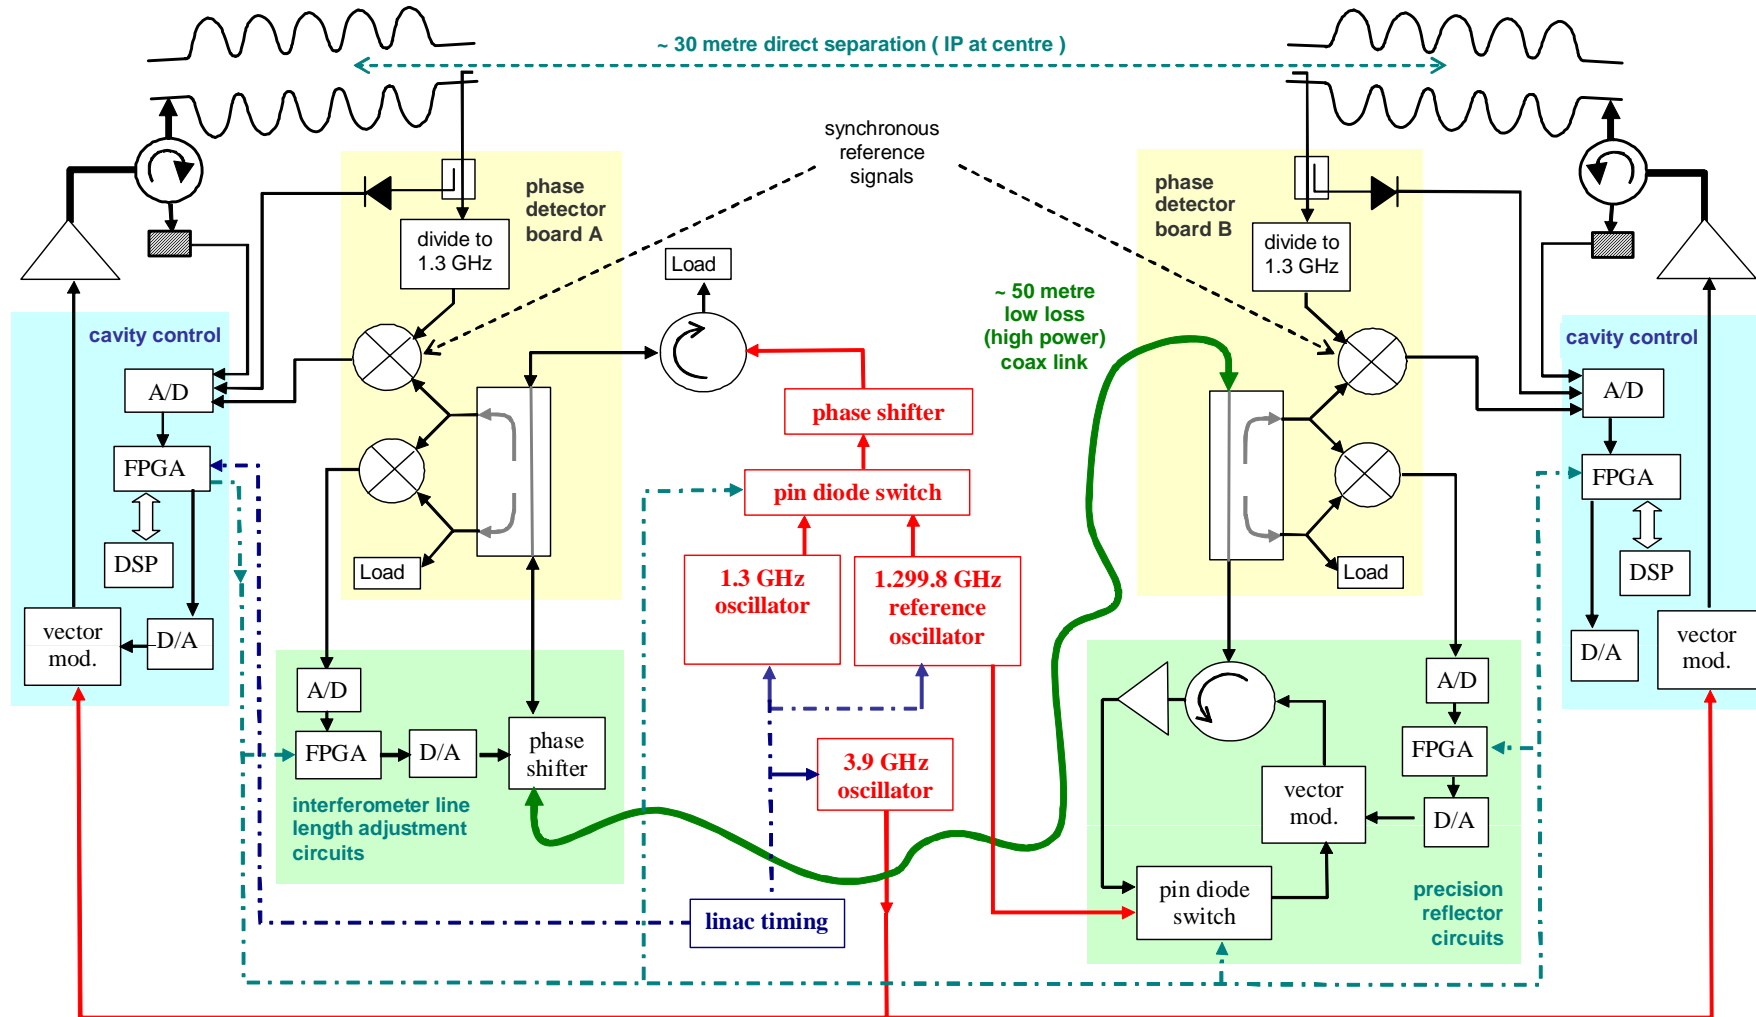 ~ 30 metre direct separation ( IP at centre )
synchronous
reference
signals
phase
detector
board A
divide to
1.3 GHz
Load
phase
detector
board B
divide to
1.3 GHz
~ 50 metre
low loss
(high power)
coax link
cavity control
A/D
FPGA
DSP
vector
mod.
D/A
Load
phase shifter
pin diode switch
1.3 GHz
oscillator
1.299.8 GHz
reference
oscillator
3.9 GHz
oscillator
linac timing
A/D
FPGA
D/A
phase
shifter
interferometer line
length adjustment
circuits
Load
cavity control
A/D
FPGA
DSP
D/A
vector
mod.
A/D
FPGA
D/A
vector
mod.
pin diode
switch
precision
reflector
circuits